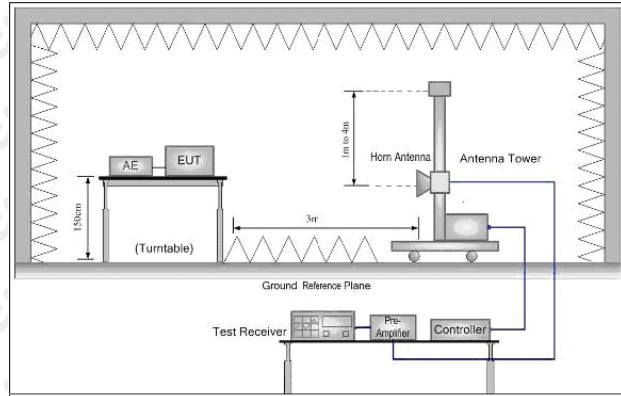 1m to 4m
Horn Antenna
Antenna Tower
AE
EUT
150cm
3m
(Turntable)
Ground Reference Plane
Test Receiver
Pre-
Amplifier
Controller